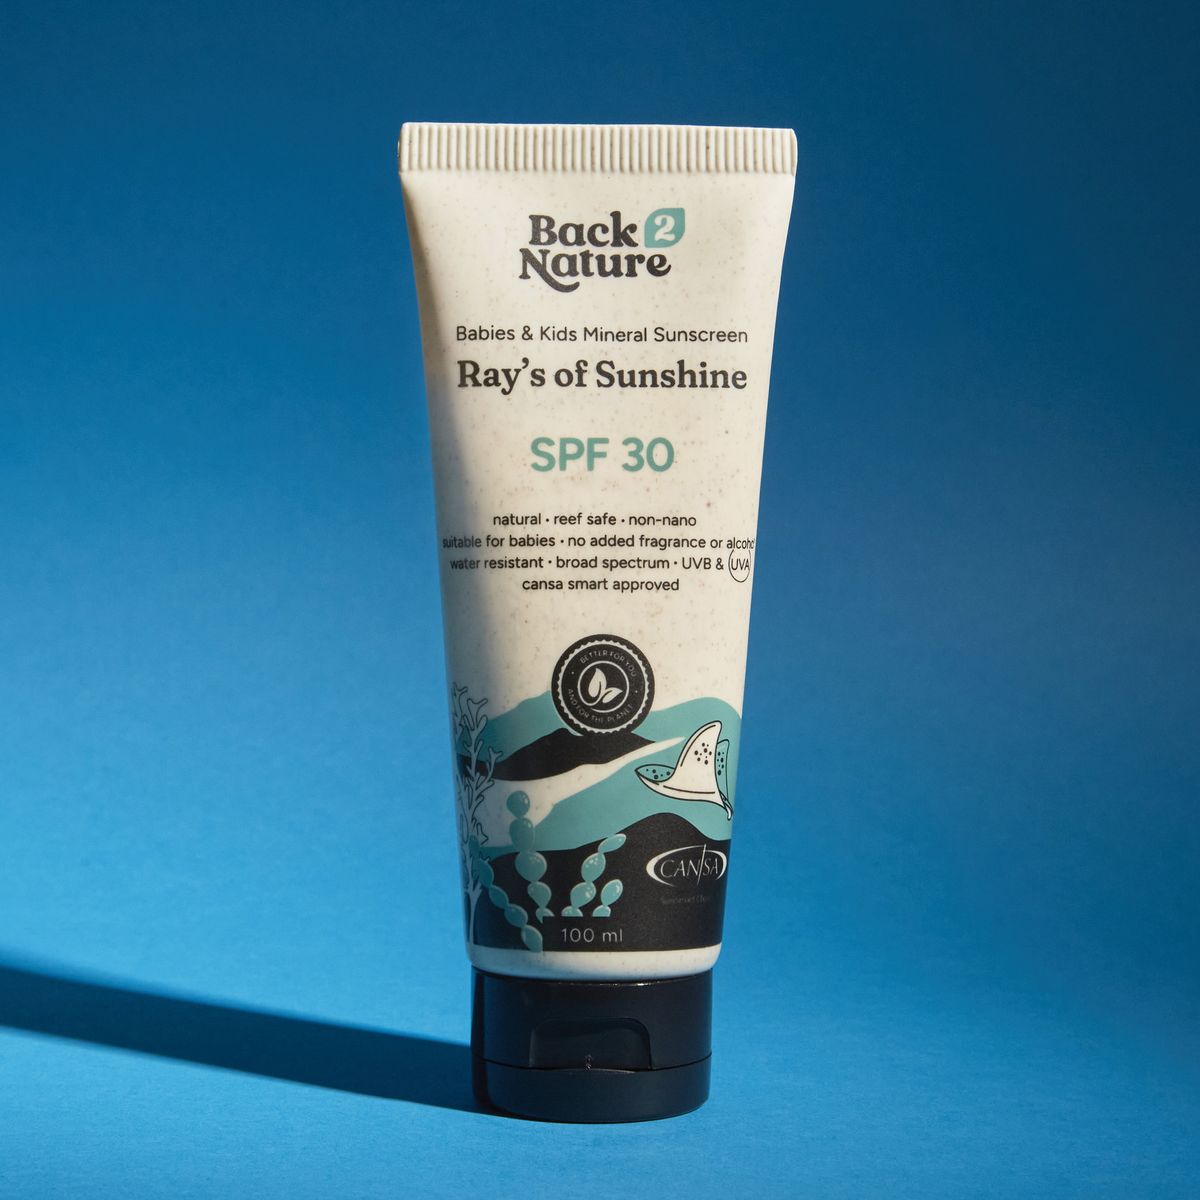 Back 2
Nature
Babies & Kids Mineral Sunscreen
Ray's of Sunshine
SPF 30
natural • reef safe • non-nano
suitable for babies • no added fragrance or alcohol
water resistant • broad spectrum • UVB & UVA
cansa smart approved
BETTER FOR YOU
AND FOR THE PLANET
CANSA
100 ml